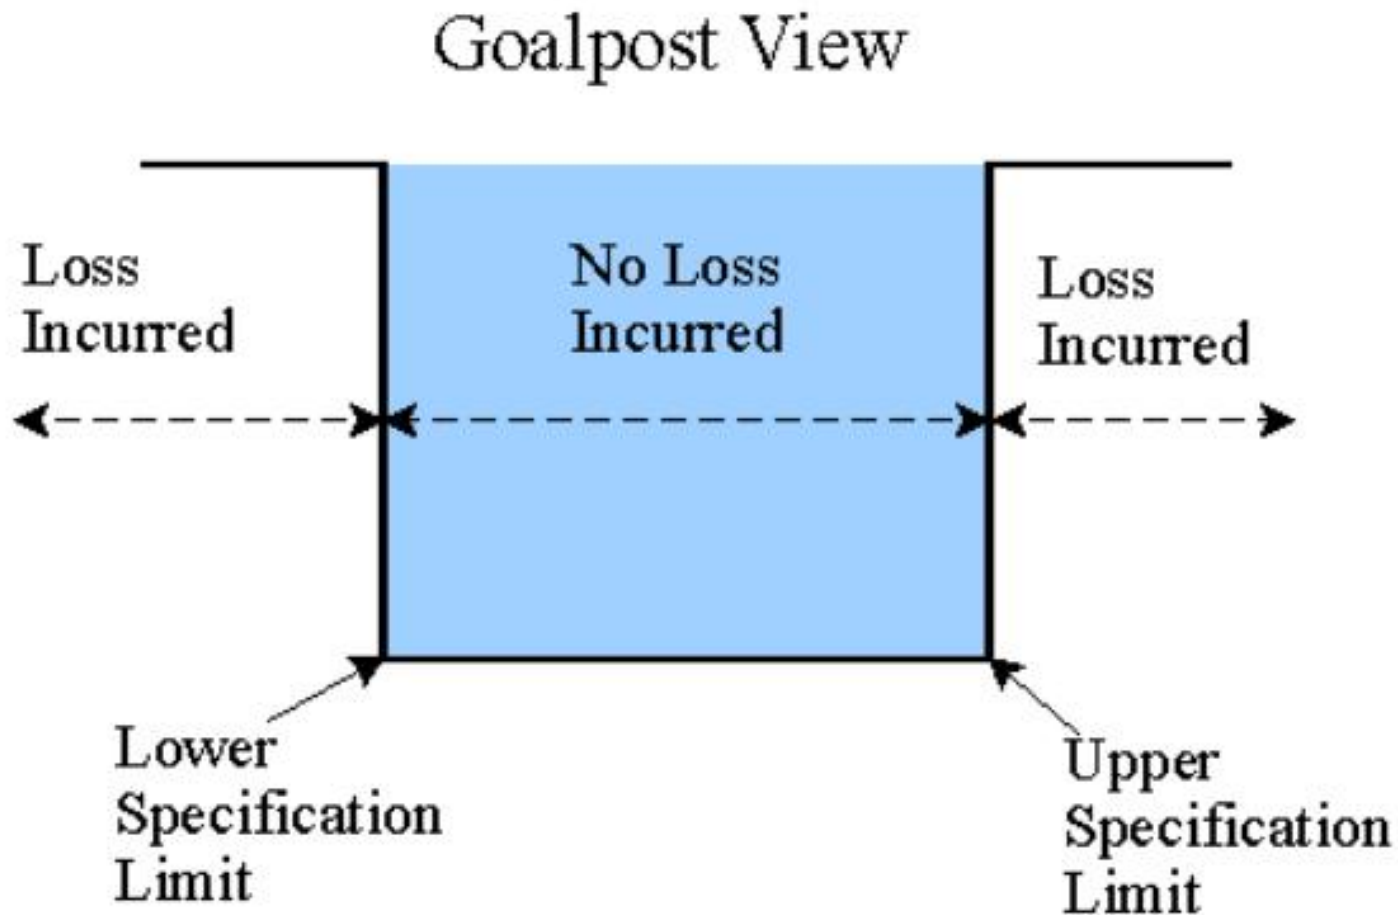 Goalpost View
Loss
Incurred
No Loss
Incurred
Loss
Incurred
Lower
Specification
Limit
Upper
Specification
Limit